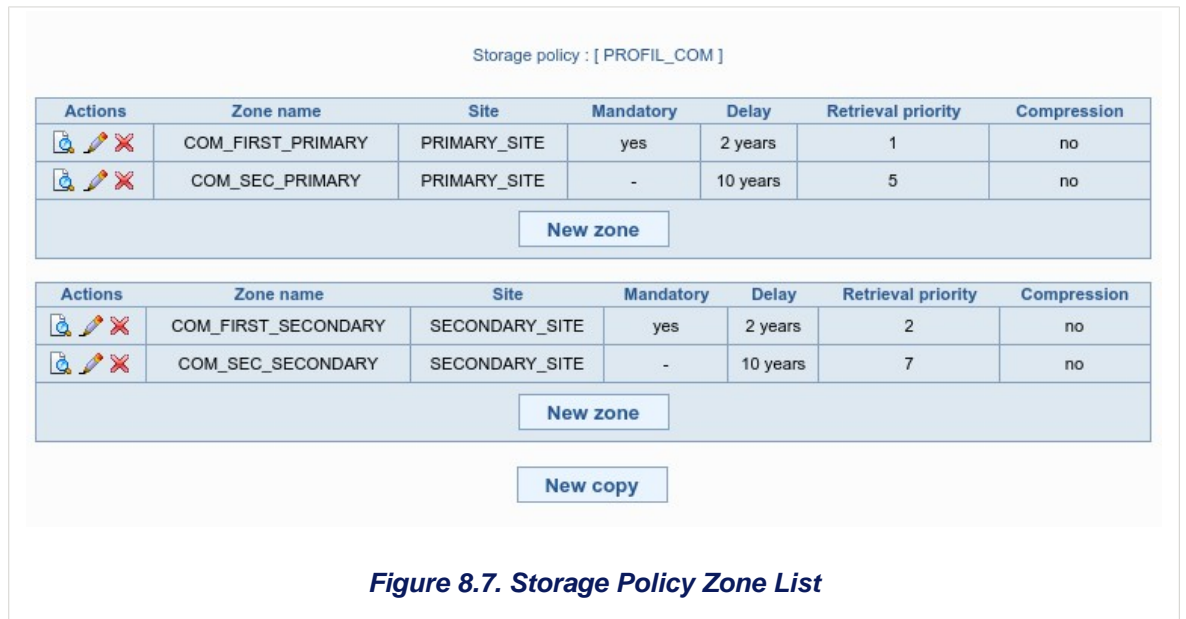 Storage policy : [ PROFIL_COM ]
Actions Zone name Site Mandatory Delay Retrieval priority Compression
COM_FIRST_PRIMARY PRIMARY_SITE yes 2 years 1 no
COM_SEC_PRIMARY PRIMARY_SITE - 10 years 5 no
New zone
Actions Zone name Site Mandatory Delay Retrieval priority Compression
COM_FIRST_SECONDARY SECONDARY_SITE yes 2 years 2 no
COM_SEC_SECONDARY SECONDARY_SITE - 10 years 7 no
New zone
New copy
Figure 8.7. Storage Policy Zone List